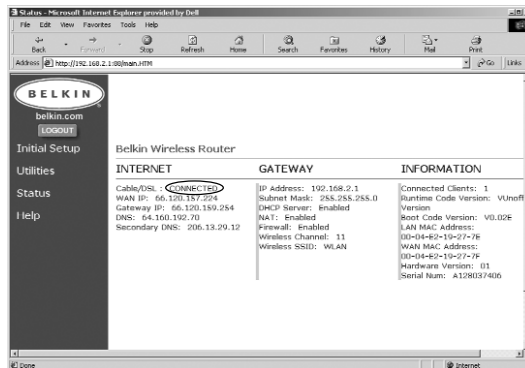 Status - Microsoft Internet Explorer provided by Dell
File Edit View Favorites Tools Help
Back Forward Stop Refresh Home Search Favorites History Mail Print
Address http://192.168.2.1:88/main.HTM Go Links
BELKIN
belkin.com
LOGOUT
Initial Setup
Utilities
Status
Help
Belkin Wireless Router
INTERNET
Cable/DSL : CONNECTED
WAN IP: 66.120.157.224
Gateway IP: 66.120.159.254
DNS: 64.160.192.70
Secondary DNS: 206.13.29.12
GATEWAY
IP Address: 192.168.2.1
Subnet Mask: 255.255.255.0
DHCP Server: Enabled
NAT: Enabled
Firewall: Enabled
Wireless Channel: 11
Wireless SSID: WLAN
INFORMATION
Connected Clients: 1
Runtime Code Version: VUnoff
Version
Boot Code Version: V0.02E
LAN MAC Address:
00-04-E2-19-27-7E
WAN MAC Address:
00-04-E2-19-27-7F
Hardware Version: 01
Serial Num: A128037406
Done Internet